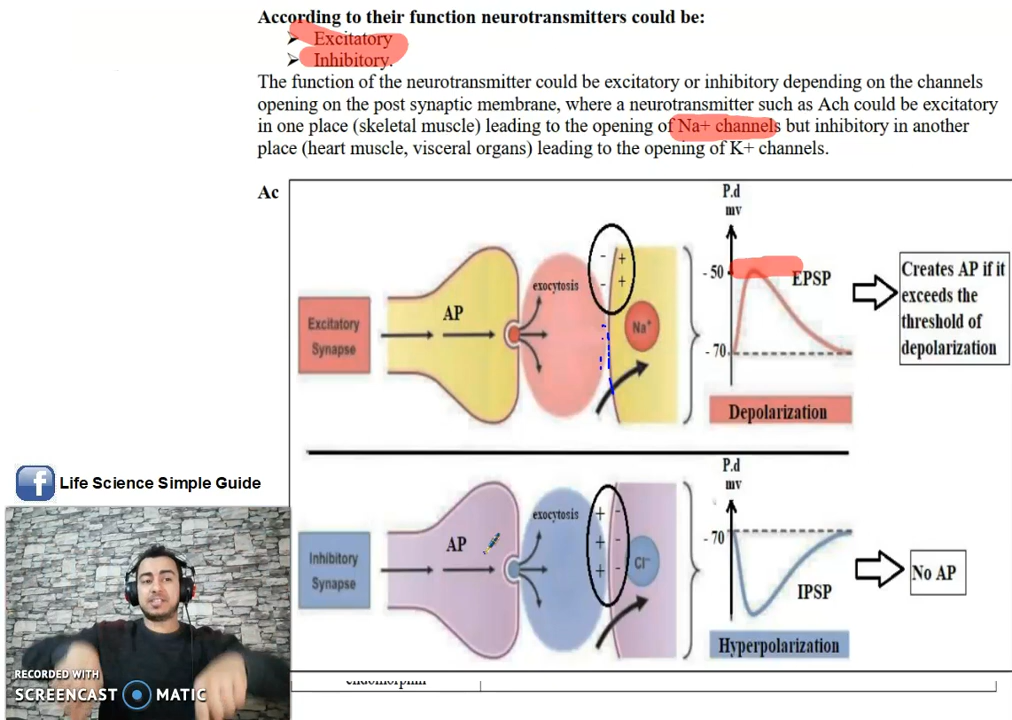 According to their function neurotransmitters could be:
➤ Excitatory
➤ Inhibitory.
The function of the neurotransmitter could be excitatory or inhibitory depending on the channels
opening on the post synaptic membrane, where a neurotransmitter such as Ach could be excitatory
in one place (skeletal muscle) leading to the opening of Na+ channels but inhibitory in another
place (heart muscle, visceral organs) leading to the opening of K+ channels.
Ac
Excitatory
Synapse
AP
exocytosis
- +
- +
Na⁺
P.d
mv
- 50
- 70
EPSP
Depolarization
Creates AP if it
exceeds the
threshold of
depolarization
Inhibitory
Synapse
AP
exocytosis
+ -
+ -
+ -
Cl⁻
P.d
mv
- 70
IPSP
Hyperpolarization
No AP
Life Science Simple Guide
RECORDED WITH
SCREENCAST MATIC